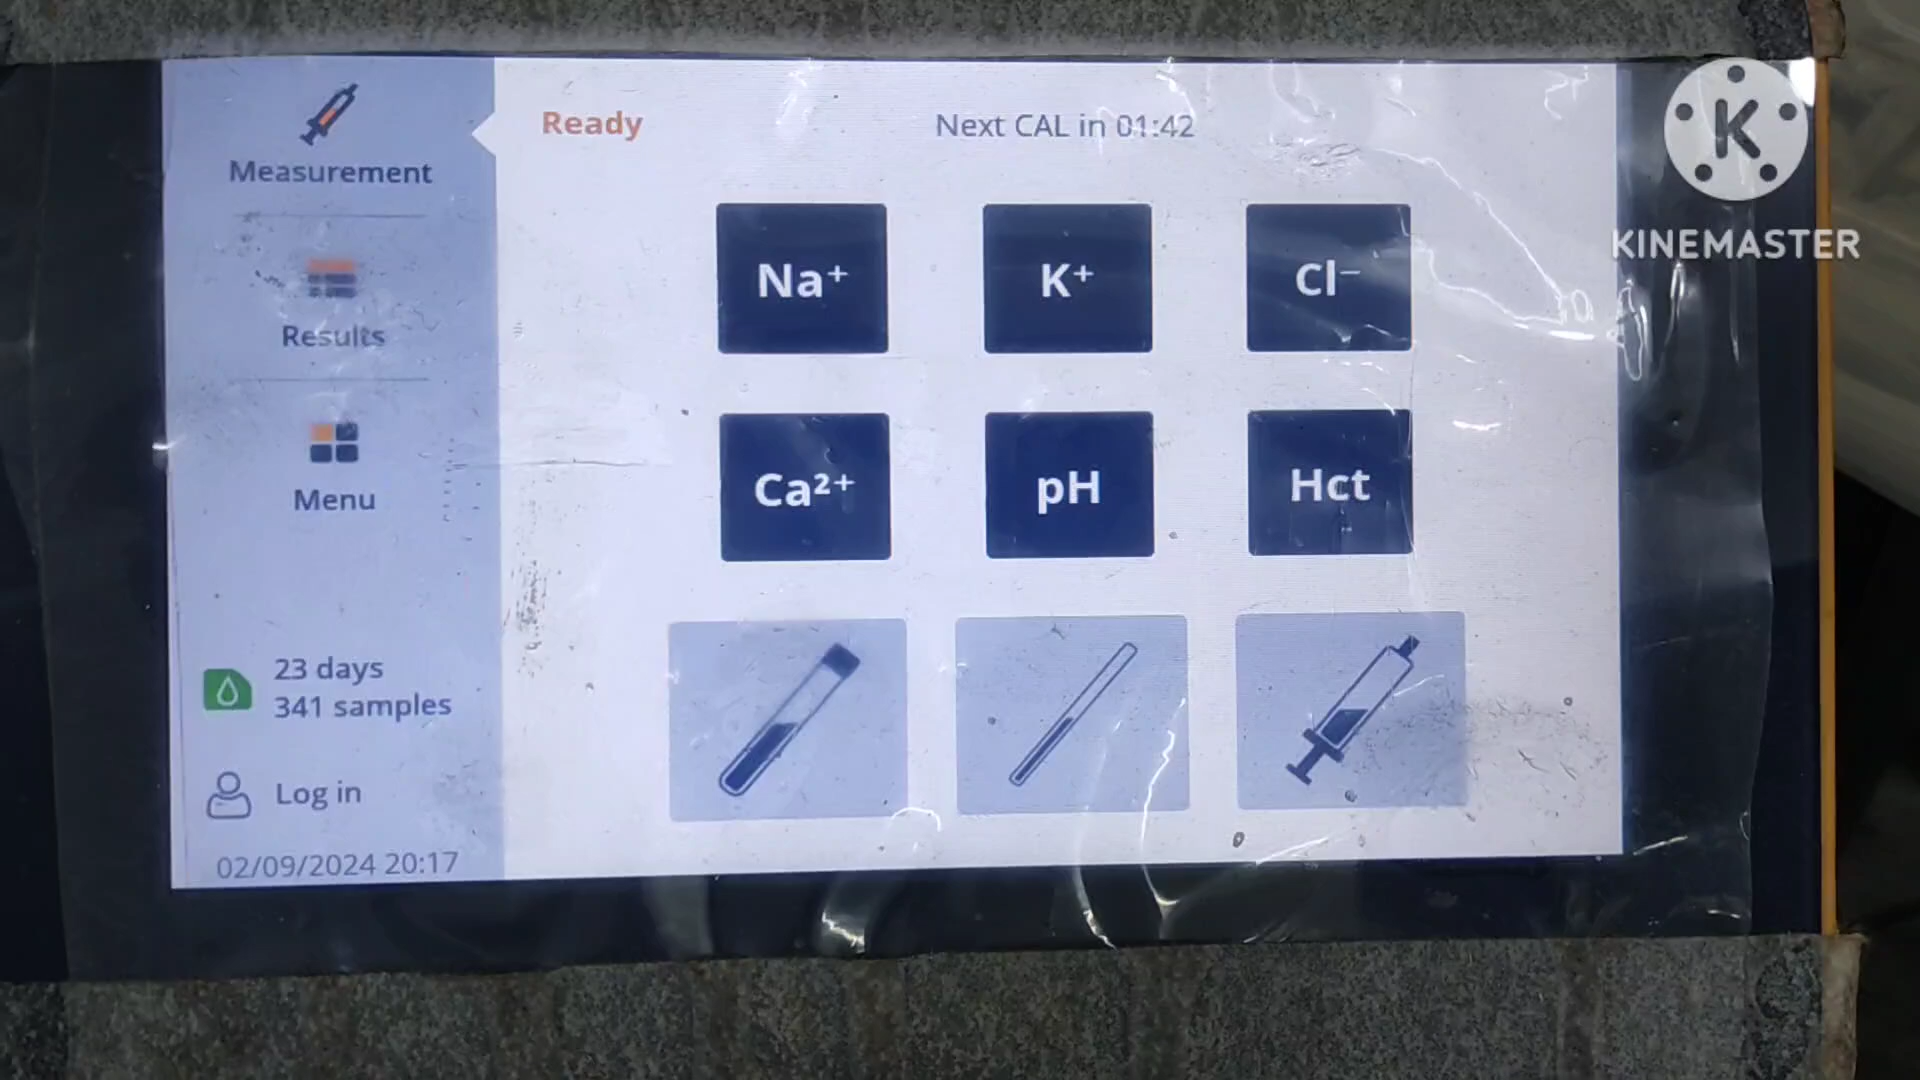 Measurement
Results
Menu
23 days
341 samples
Log in
02/09/2024 20:17
Ready
Next CAL in 01:42
Na⁺
K⁺
Cl⁻
Ca²⁺
pH
Hct
K
KINEMASTER